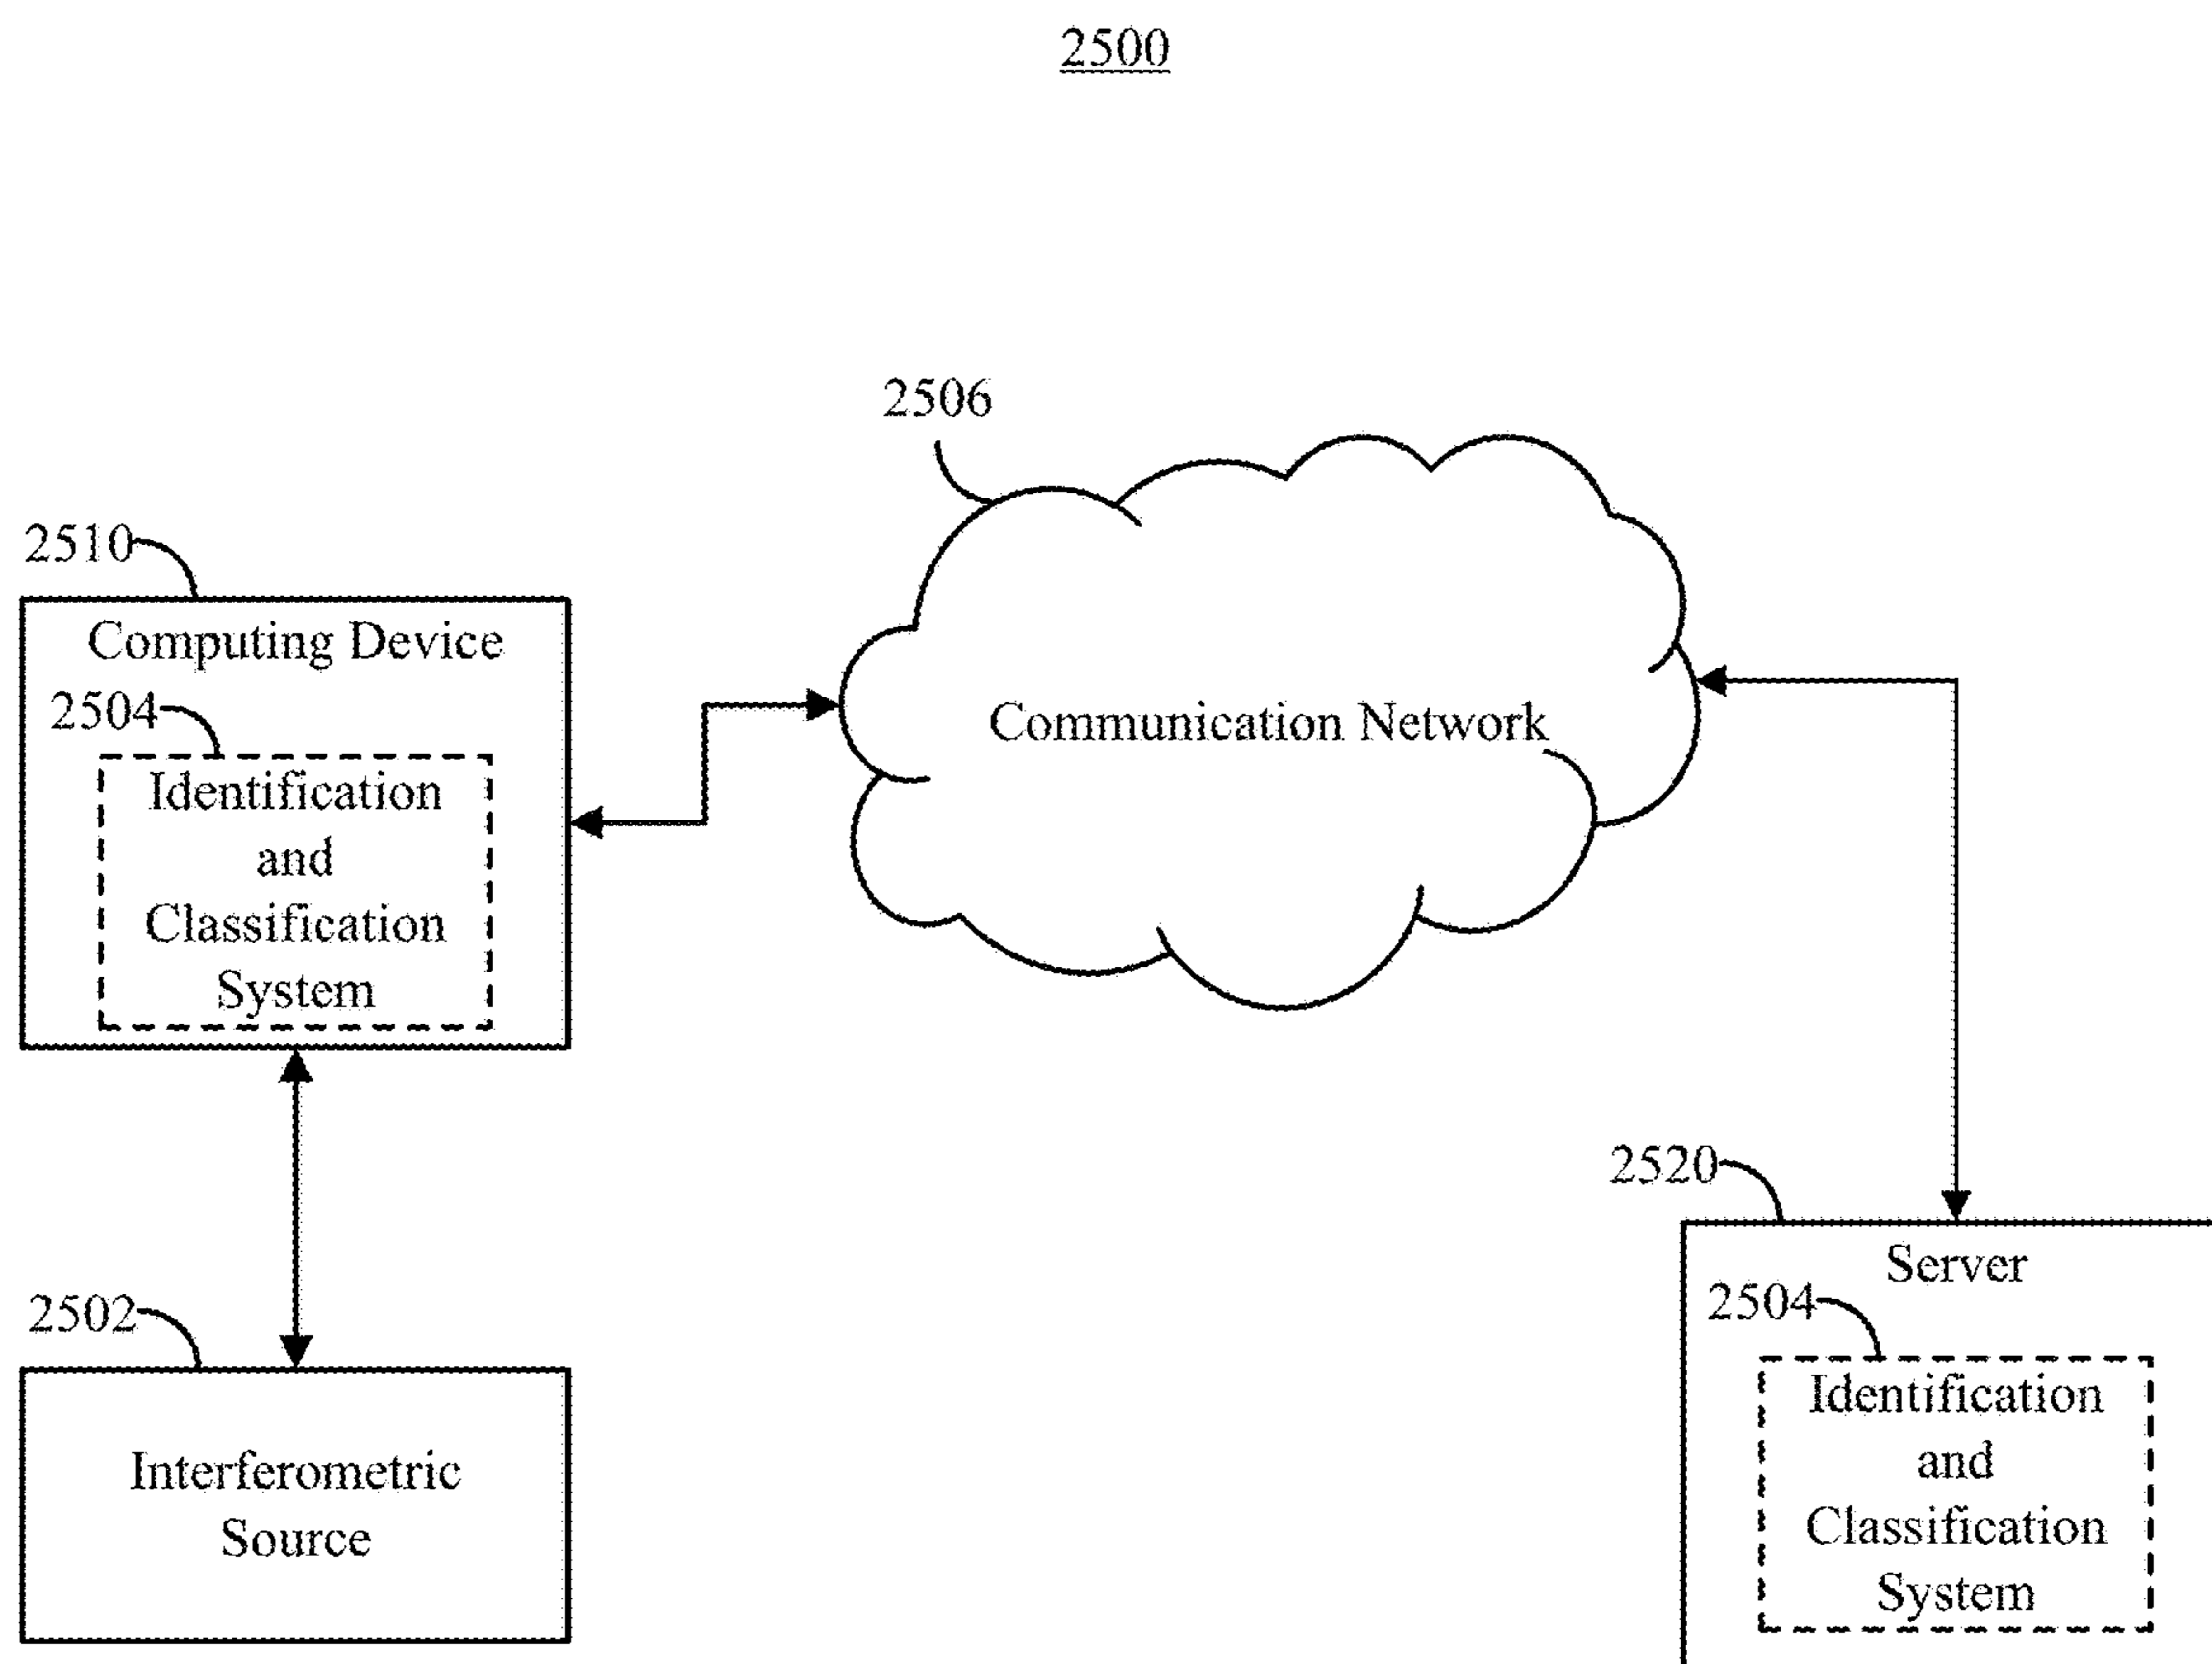 2500
2506
2510
Computing Device
2504
Identification
and
Classification
System
Communication Network
2502
Interferometric
Source
2520
Server
2504
Identification
and
Classification
System